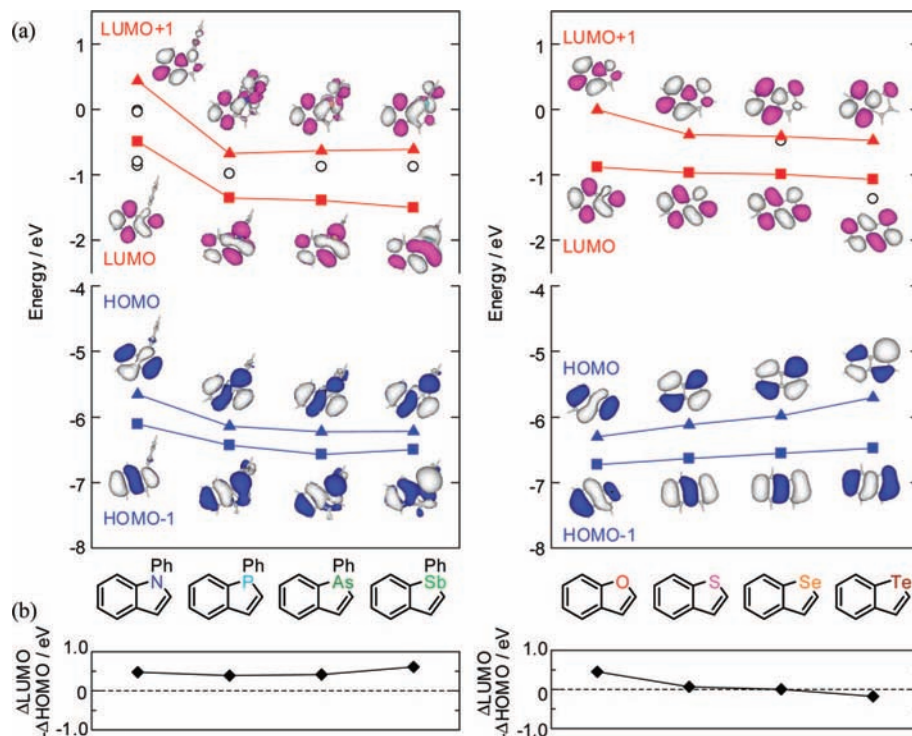 (a)
LUMO+1
1
0
-1
-2
LUMO
Energy / eV
HOMO
-4
-5
-6
-7
-8
HOMO-1
LUMO+1
1
0
-1
-2
LUMO
Energy / eV
HOMO
-4
-5
-6
-7
-8
HOMO-1
Ph Ph Ph Ph
N P As Sb
O S Se Te
(b)
ΔLUMO
-ΔHOMO / eV
1.0
0
-1.0
ΔLUMO
-ΔHOMO / eV
1.0
0
-1.0